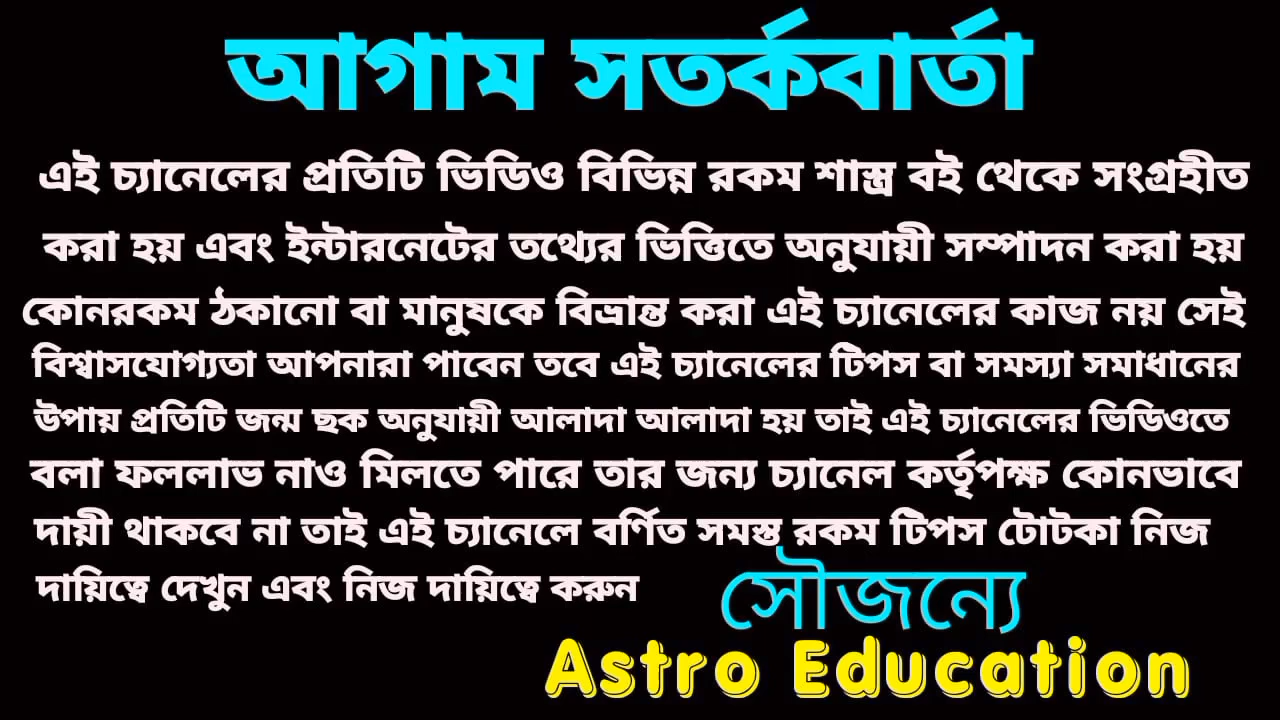 আগাম সতর্কবার্তা
এই চ্যানেলের প্রতিটি ভিডিও বিভিন্ন রকম শাস্ত্র বই থেকে সংগ্রহীত
করা হয় এবং ইন্টারনেটের তথ্যের ভিত্তিতে অনুযায়ী সম্পাদন করা হয়
কোনরকম ঠকানো বা মানুষকে বিভ্রান্ত করা এই চ্যানেলের কাজ নয় সেই
বিশ্বাসযোগ্যতা আপনারা পাবেন তবে এই চ্যানেলের টিপস বা সমস্যা সমাধানের
উপায় প্রতিটি জন্ম ছক অনুযায়ী আলাদা আলাদা হয় তাই এই চ্যানেলের ভিডিওতে
বলা ফললাভ নাও মিলতে পারে তার জন্য চ্যানেল কর্তৃপক্ষ কোনভাবে
দায়ী থাকবে না তাই এই চ্যানেলে বর্ণিত সমস্ত রকম টিপস টোটকা নিজ
দায়িত্বে দেখুন এবং নিজ দায়িত্বে করুন
সৌজন্যে
Astro Education